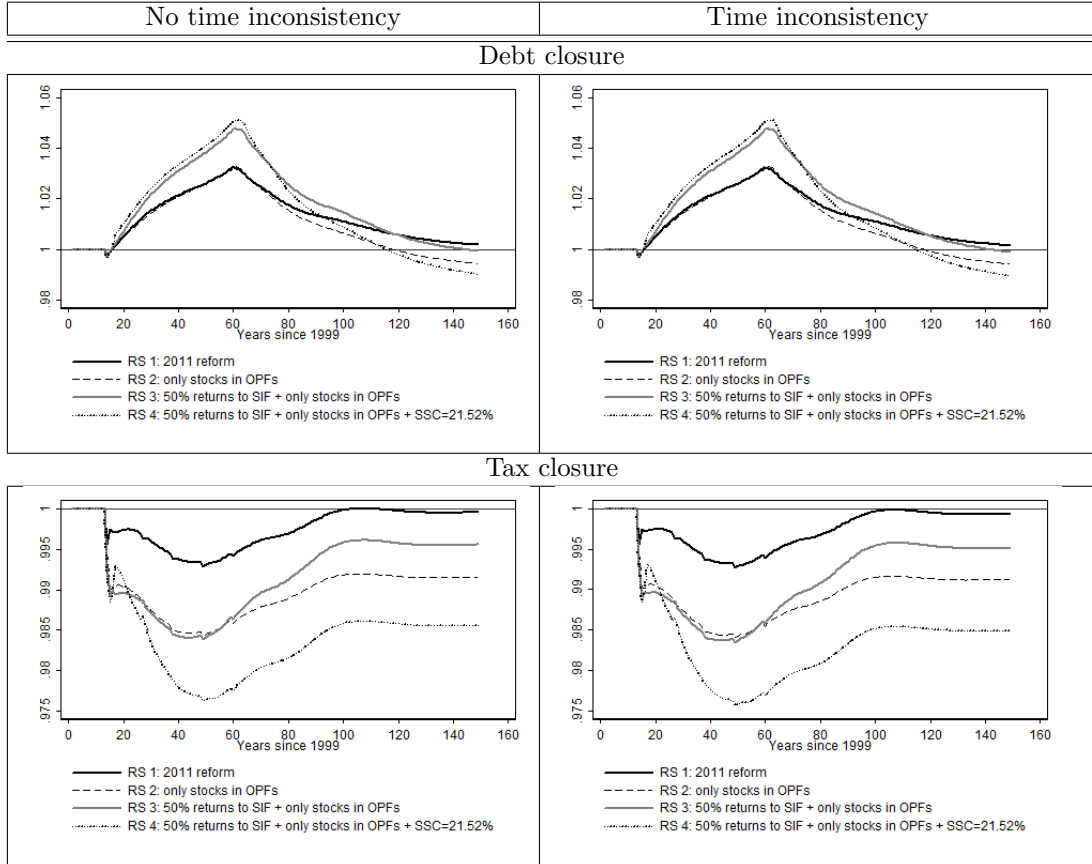 No time inconsistency Time inconsistency
Debt closure
1.06
1.04
1.02
1
.98
0 20 40 60 80 100 120 140 160
Years since 1999
RS 1: 2011 reform
RS 2: only stocks in OPFs
RS 3: 50% returns to SIF + only stocks in OPFs
RS 4: 50% returns to SIF + only stocks in OPFs + SSC=21.52%
1.06
1.04
1.02
1
.98
0 20 40 60 80 100 120 140 160
Years since 1999
RS 1: 2011 reform
RS 2: only stocks in OPFs
RS 3: 50% returns to SIF + only stocks in OPFs
RS 4: 50% returns to SIF + only stocks in OPFs + SSC=21.52%
Tax closure
1
.995
.99
.985
.98
.975
0 20 40 60 80 100 120 140 160
Years since 1999
RS 1: 2011 reform
RS 2: only stocks in OPFs
RS 3: 50% returns to SIF + only stocks in OPFs
RS 4: 50% returns to SIF + only stocks in OPFs + SSC=21.52%
1
.995
.99
.985
.98
.975
0 20 40 60 80 100 120 140 160
Years since 1999
RS 1: 2011 reform
RS 2: only stocks in OPFs
RS 3: 50% returns to SIF + only stocks in OPFs
RS 4: 50% returns to SIF + only stocks in OPFs + SSC=21.52%